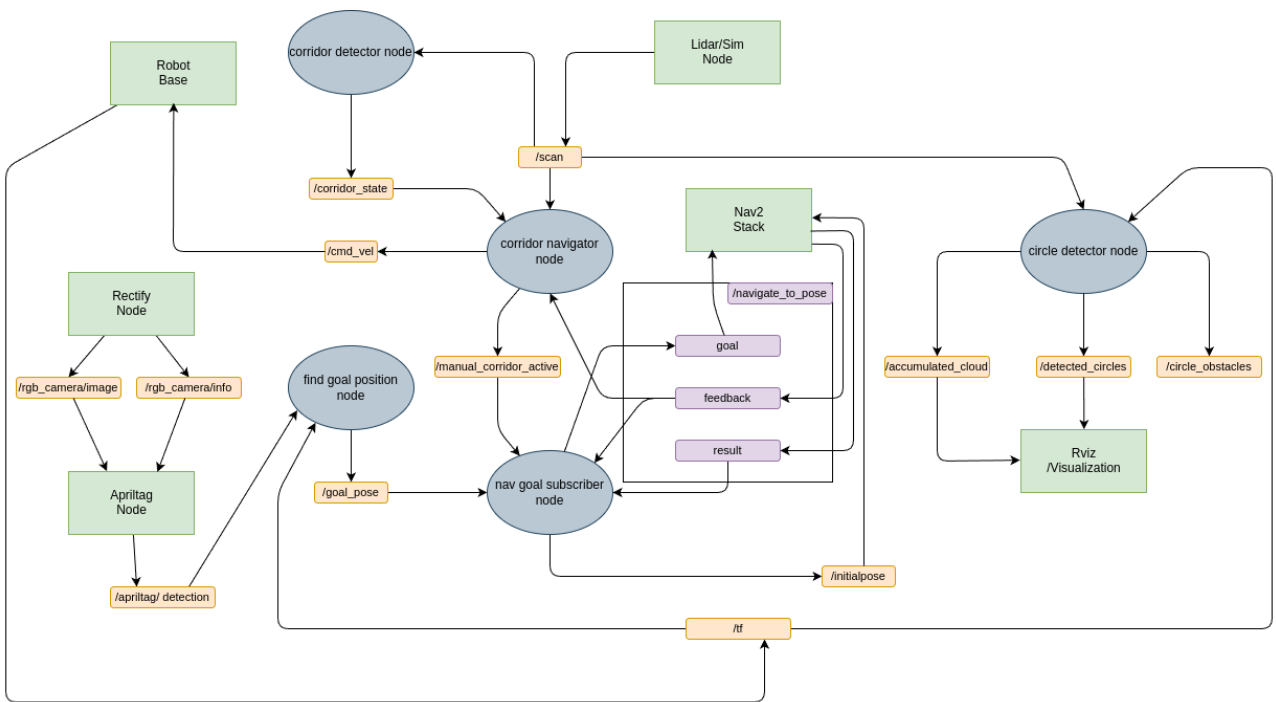 corridor detector node
Lidar/Sim
Node
Robot
Base
/scan
/corridor_state
Nav2
Stack
corridor navigator
node
/cmd_vel
circle detector node
Rectify
Node
/navigate_to_pose
goal
/manual_corridor_active
/accumulated_cloud
/detected_circles
/circle_obstacles
/rgb_camera/image
/rgb_camera/info
find goal position
node
feedback
result
Rviz
/Visualization
Apriltag
Node
/goal_pose
nav goal subscriber
node
/initialpose
/apriltag/ detection
/tf